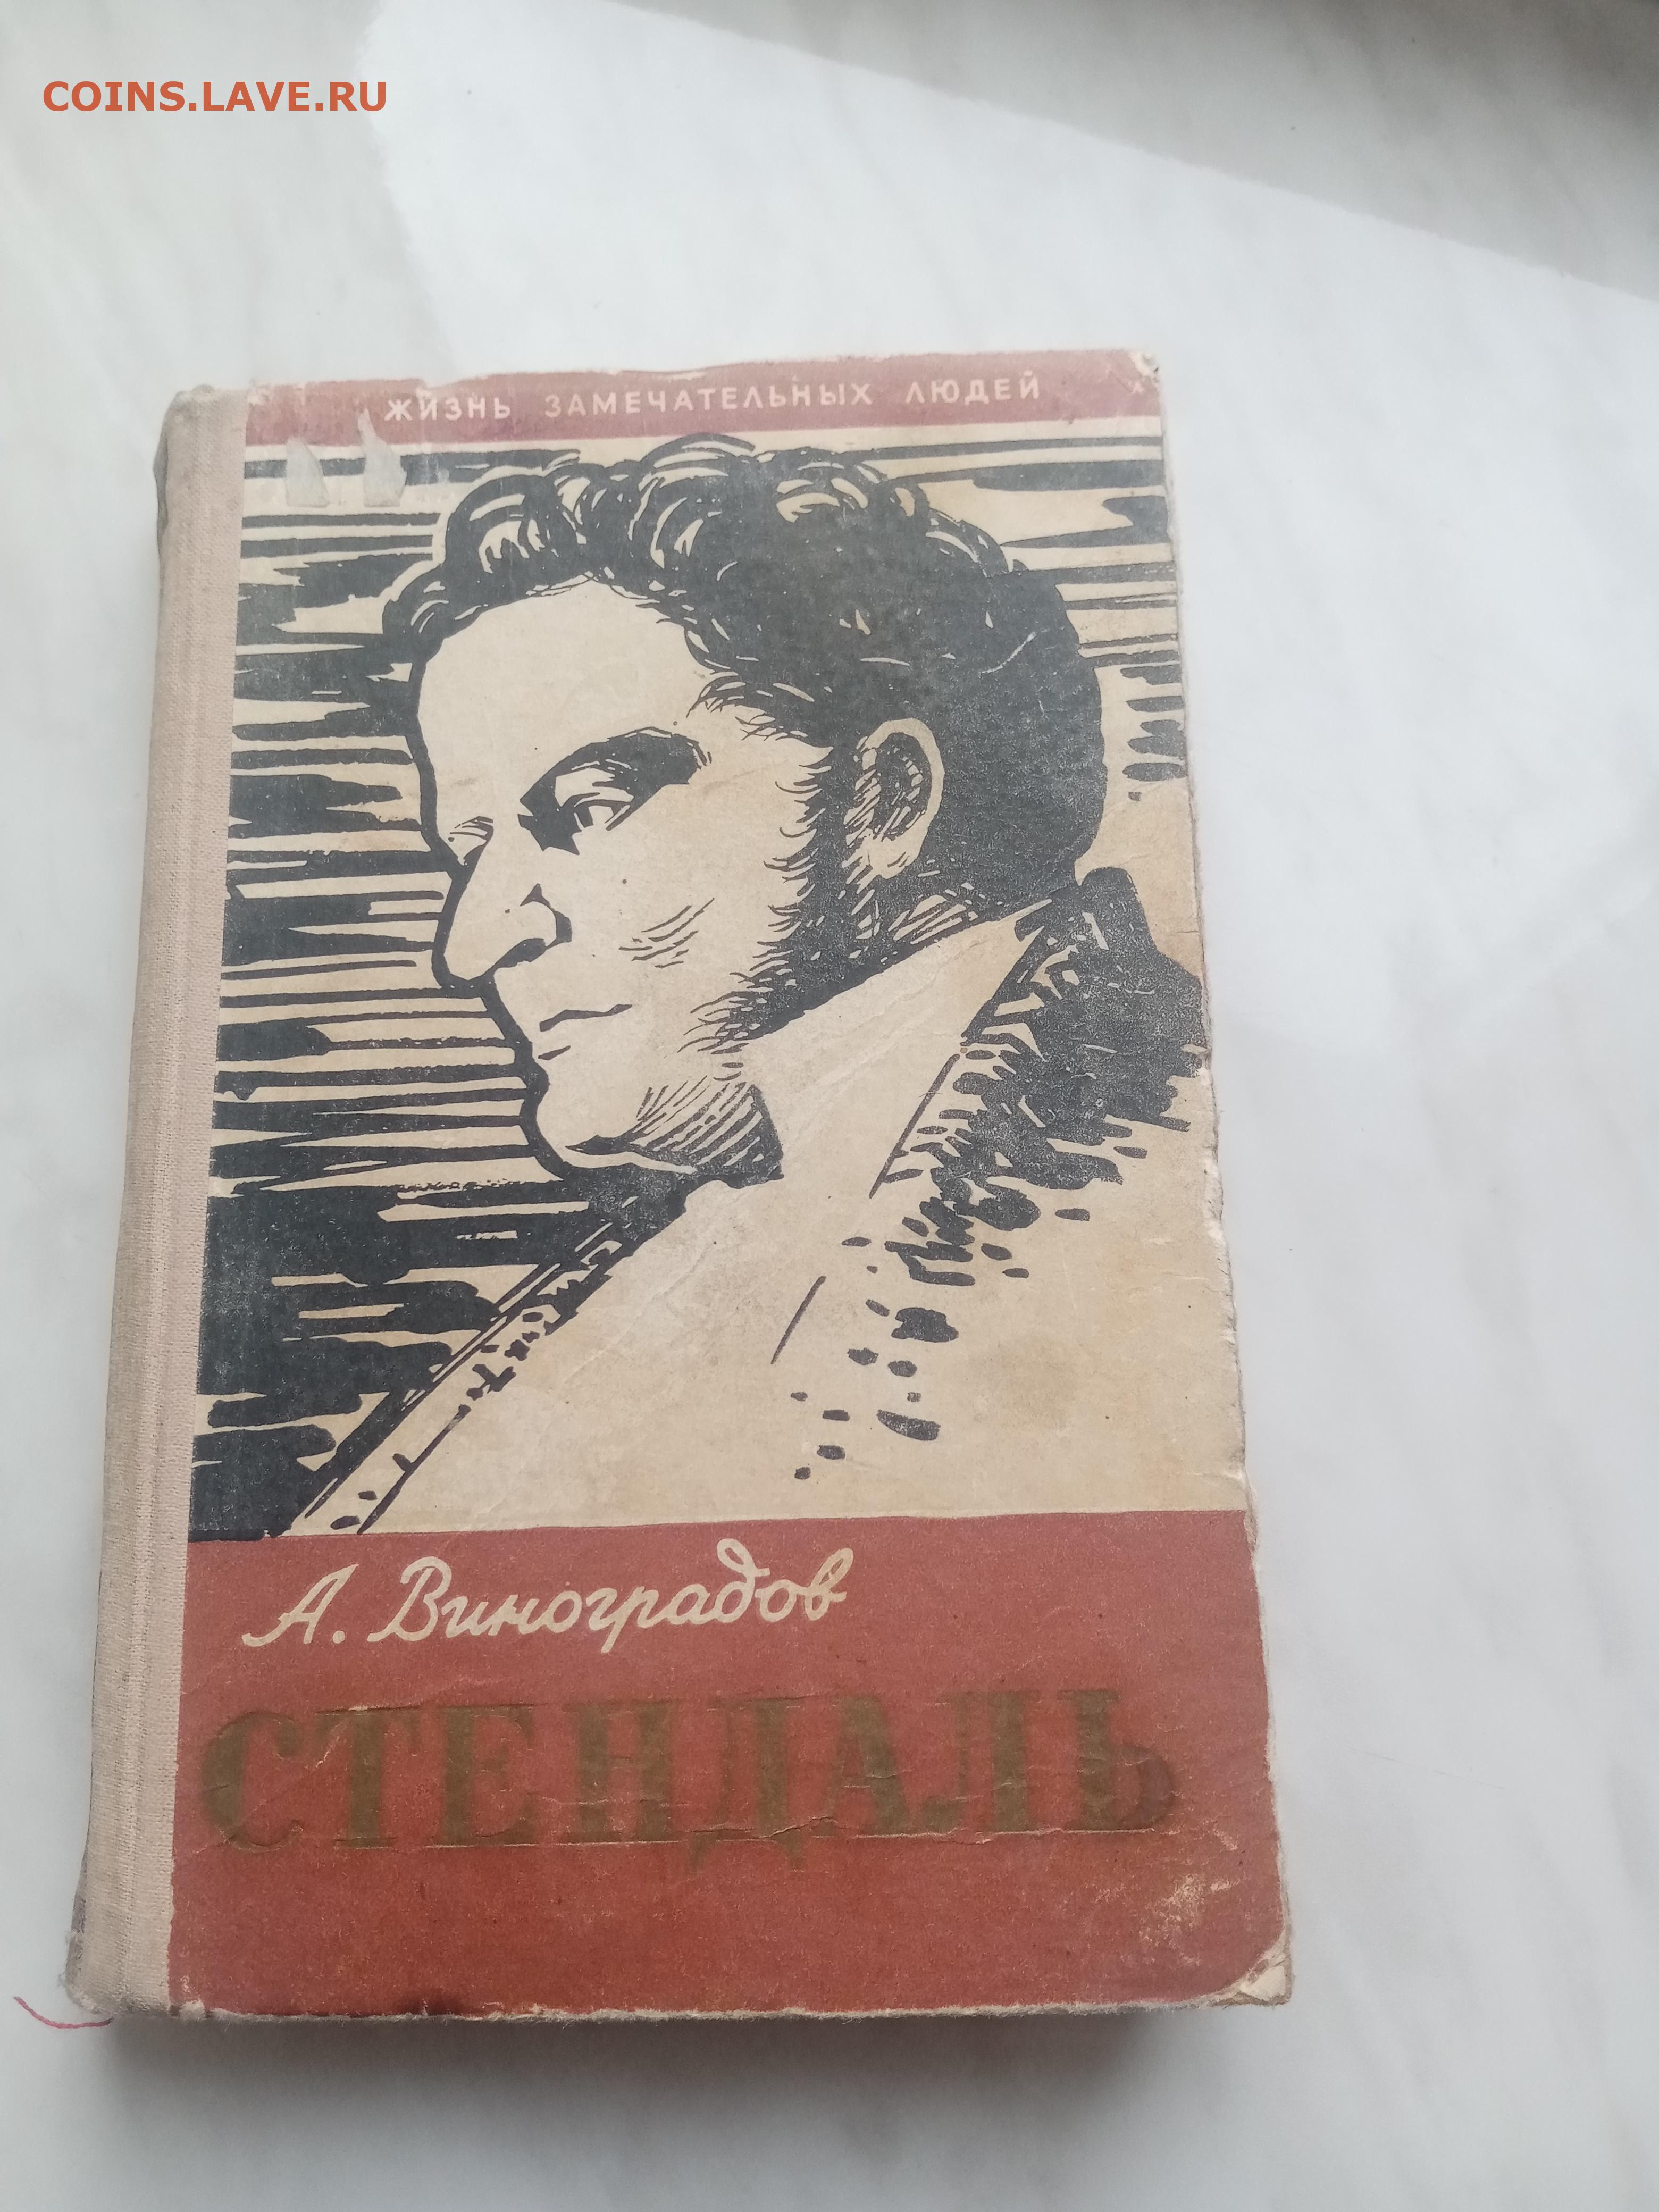 COINS.LAVE.RU
ЖИЗНЬ ЗАМЕЧАТЕЛЬНЫХ ЛЮДЕЙ
А. Виноградов
СТЕНДАЛЬ